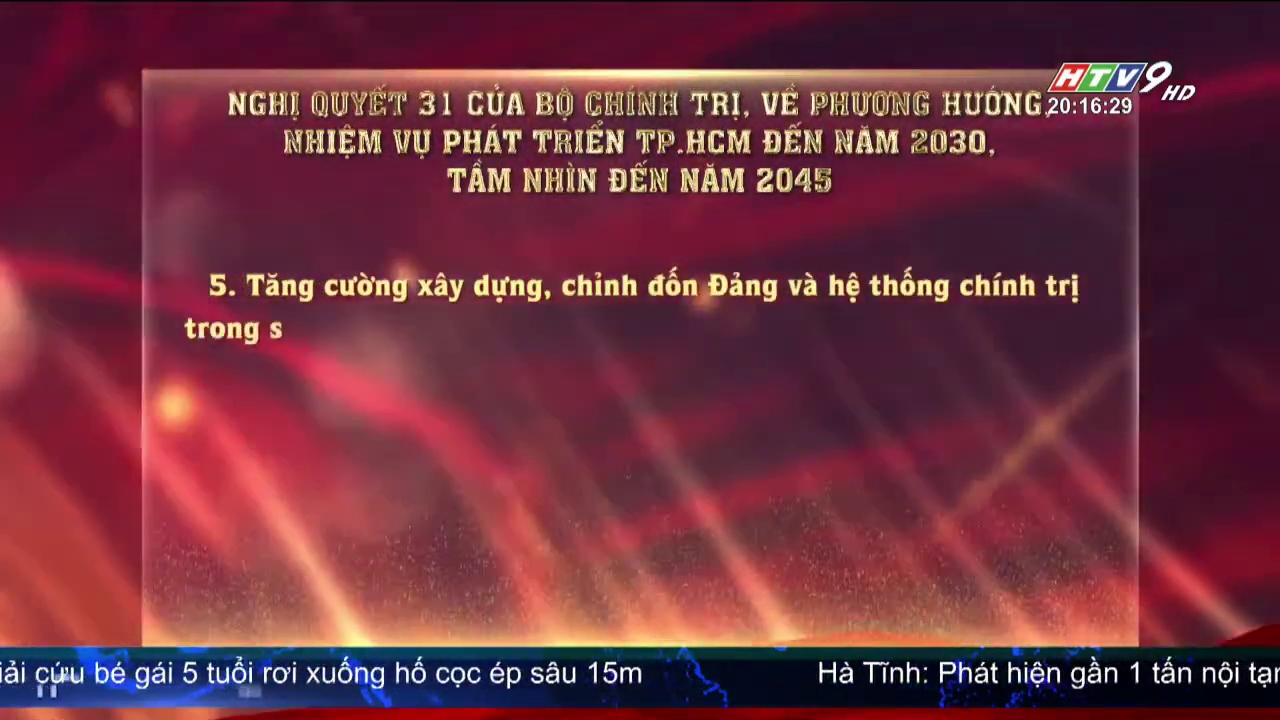 HTV9 HD
20:16:29
NGHỊ QUYẾT 31 CỦA BỘ CHÍNH TRỊ, VỀ PHƯƠNG HƯỚNG,
NHIỆM VỤ PHÁT TRIỂN TP.HCM ĐẾN NĂM 2030,
TẦM NHÌN ĐẾN NĂM 2045
5. Tăng cường xây dựng, chỉnh đốn Đảng và hệ thống chính trị
trong s
iải cứu bé gái 5 tuổi rơi xuống hố cọc ép sâu 15m Hà Tĩnh: Phát hiện gần 1 tấn nội tạn